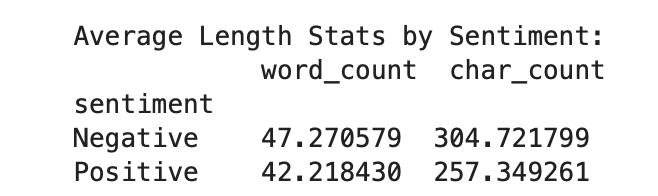 Average Length Stats by Sentiment:
word_count char_count
sentiment
Negative 47.270579 304.721799
Positive 42.218430 257.349261